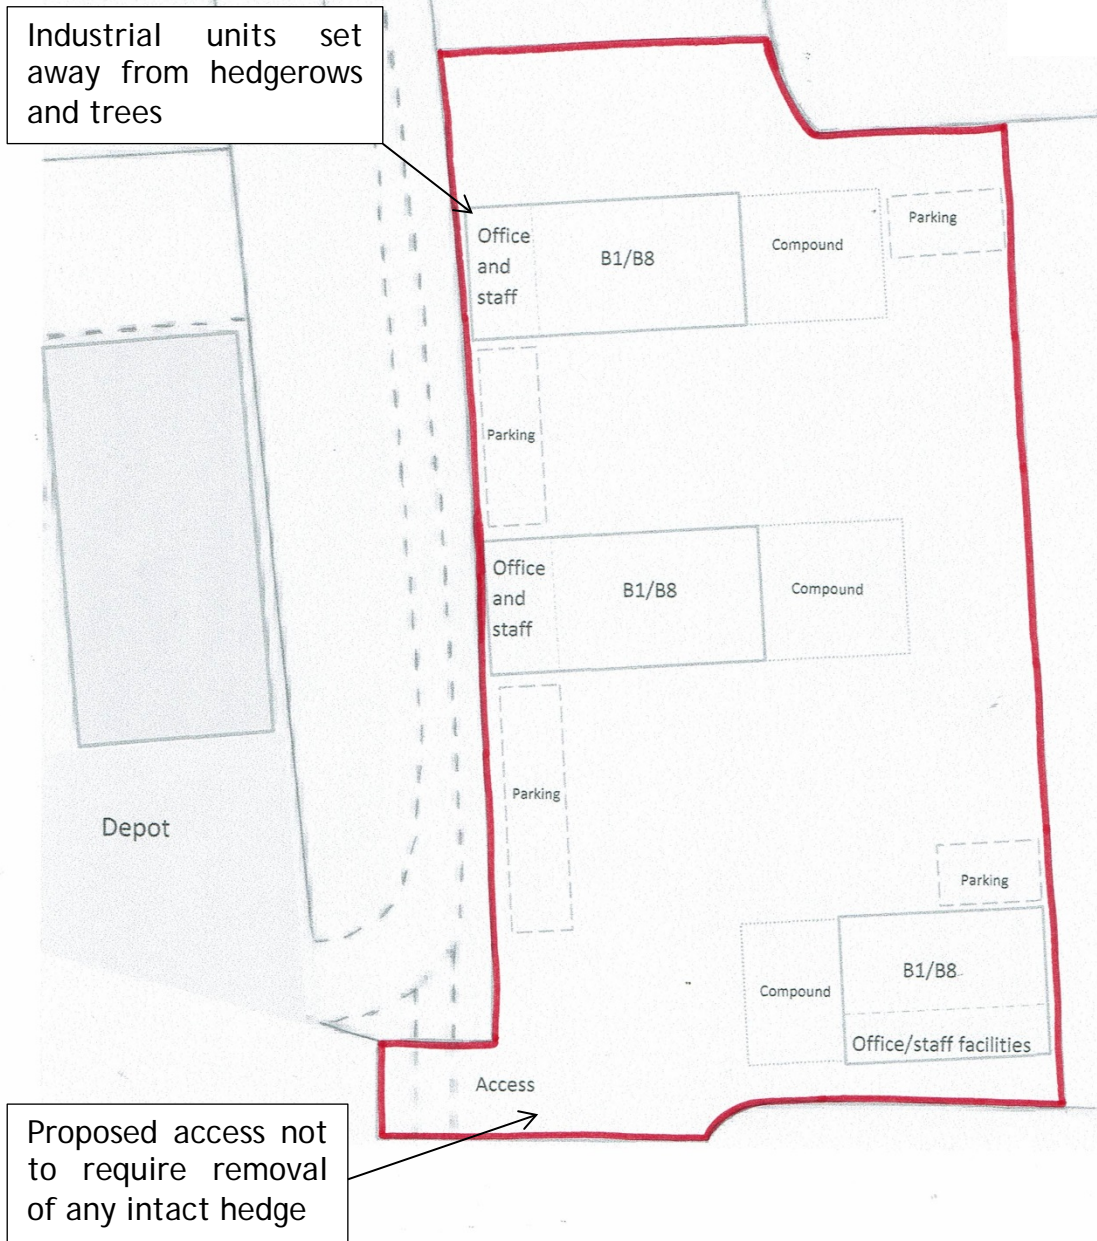 Industrial units set
away from hedgerows
and trees
Office
and
staff
B1/B8
Compound
Parking
Parking
Office
and
staff
B1/B8
Compound
Parking
Depot
Parking
B1/B8
Compound
Office/staff facilities
Access
Proposed access not
to require removal
of any intact hedge